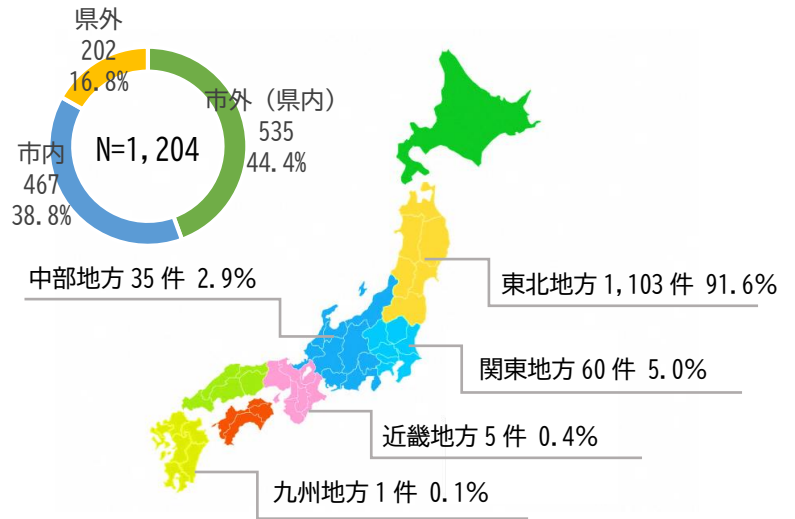 県外
202
16.8%
市外（県内）
535
44.4%
市内
467
38.8%
N=1,204
中部地方 35 件 2.9%
東北地方 1,103 件 91.6%
関東地方 60 件 5.0%
近畿地方 5 件 0.4%
九州地方 1 件 0.1%